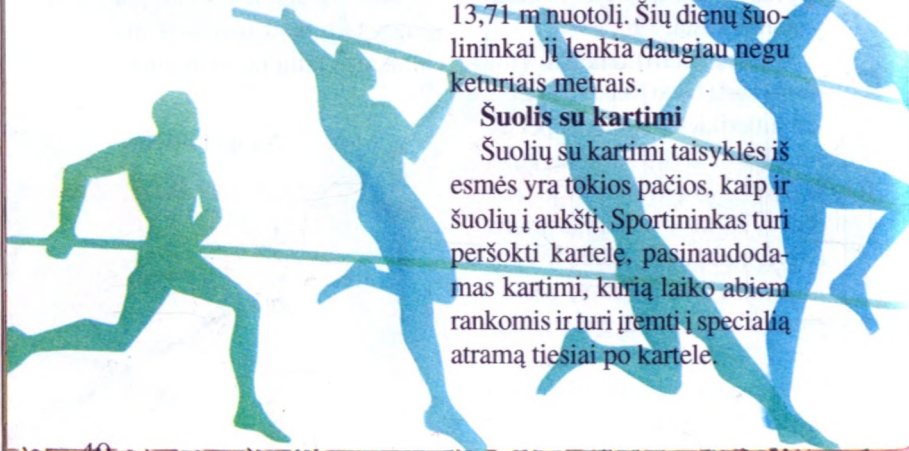 13,71 m nuotolį. Šių dienų šuo-
lininkai jį lenkia daugiau negu
keturiais metrais.
Šuolis su kartimi
Šuolių su kartimi taisyklės iš
esmės yra tokios pačios, kaip ir
šuolių į aukštį. Sportininkas turi
peršokti kartelę, pasinaudoda-
mas kartimi, kurią laiko abiem
rankomis ir turi įremti į specialią
atramą tiesiai po kartele.